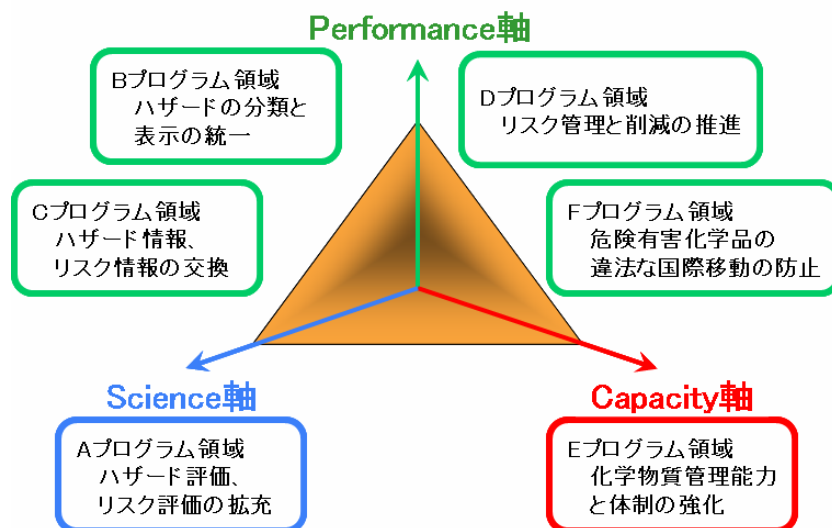 Performance軸
Bプログラム領域
ハザードの分類と
表示の統一
Dプログラム領域
リスク管理と削減の推進
Cプログラム領域
ハザード情報、
リスク情報の交換
Fプログラム領域
危険有害化学品の
違法な国際移動の防止
Science軸
Capacity軸
Aプログラム領域
ハザード評価、
リスク評価の拡充
Eプログラム領域
化学物質管理能力
と体制の強化